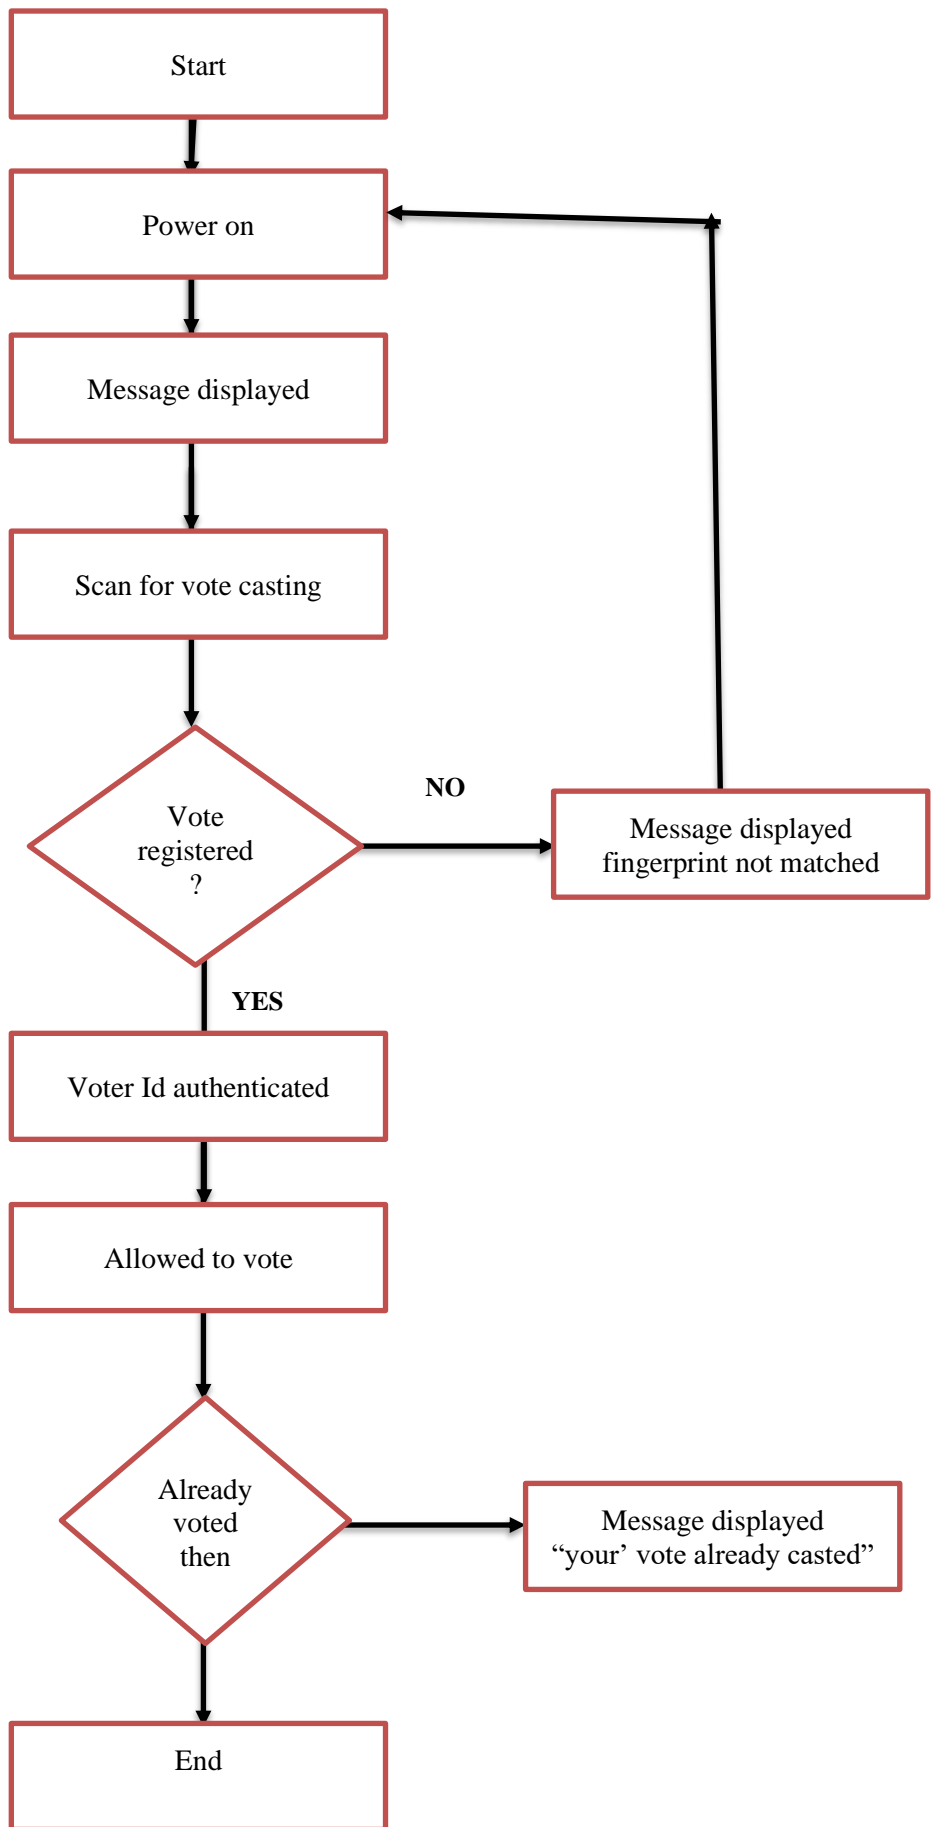 Start
Power on
Message displayed
Scan for vote casting
Vote
registered
?
NO
Message displayed
fingerprint not matched
YES
Voter Id authenticated
Allowed to vote
Already
voted
then
Message displayed
“your’ vote already casted”
End